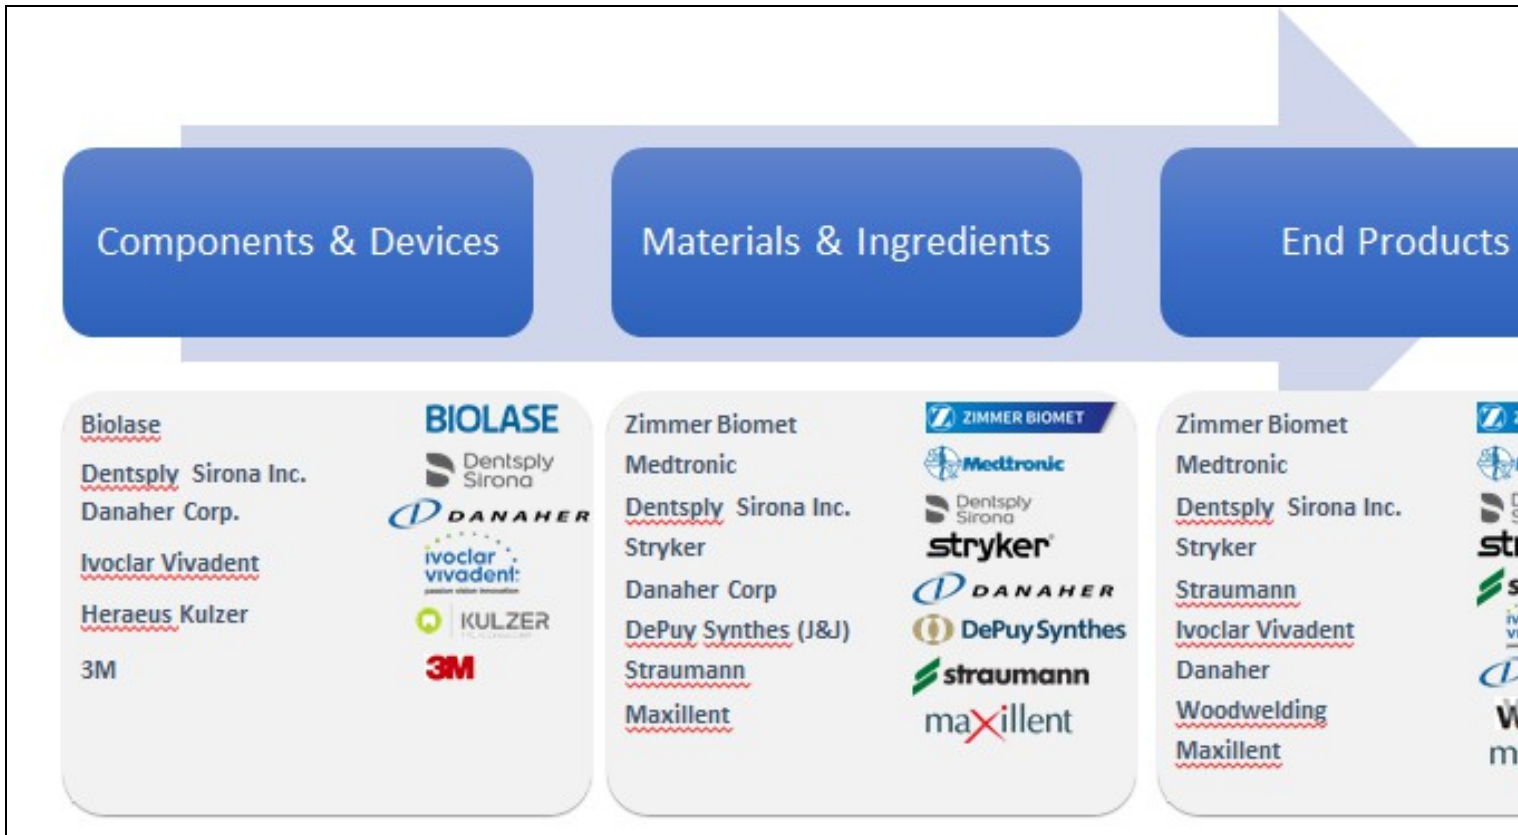 Components & Devices
Materials & Ingredients
End Products
Biolase
BIOLASE
Dentsply Sirona Inc.
Dentsply
Sirona
Danaher Corp.
DANAHER
Ivoclar Vivadent
ivoclar
vivadent:
passion vision innovation
Heraeus Kulzer
KULZER
3M
3M
Zimmer Biomet
ZIMMER BIOMET
Medtronic
Medtronic
Dentsply Sirona Inc.
Dentsply
Sirona
Stryker
stryker
Danaher Corp
DANAHER
DePuy Synthes (J&J)
DePuy Synthes
Straumann
straumann
Maxillent
maxillent
Zimmer Biomet
Medtronic
Dentsply Sirona Inc.
Stryker
Straumann
Ivoclar Vivadent
Danaher
Woodwelding
Maxillent